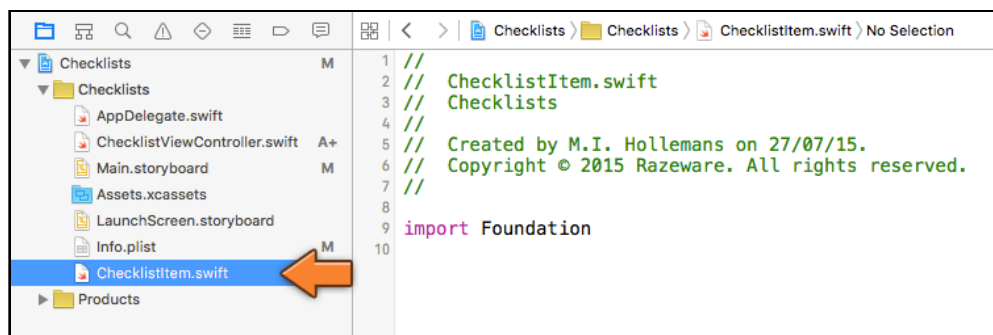 Checklists 〉 Checklists 〉 ChecklistItem.swift 〉 No Selection
Checklists M
Checklists
AppDelegate.swift
ChecklistViewController.swift A+
Main.storyboard M
Assets.xcassets
LaunchScreen.storyboard
Info.plist M
ChecklistItem.swift
Products
1 //
2 //  ChecklistItem.swift
3 //  Checklists
4 //
5 //  Created by M.I. Hollemans on 27/07/15.
6 //  Copyright © 2015 Razeware. All rights reserved.
7 //
8
9 import Foundation
10